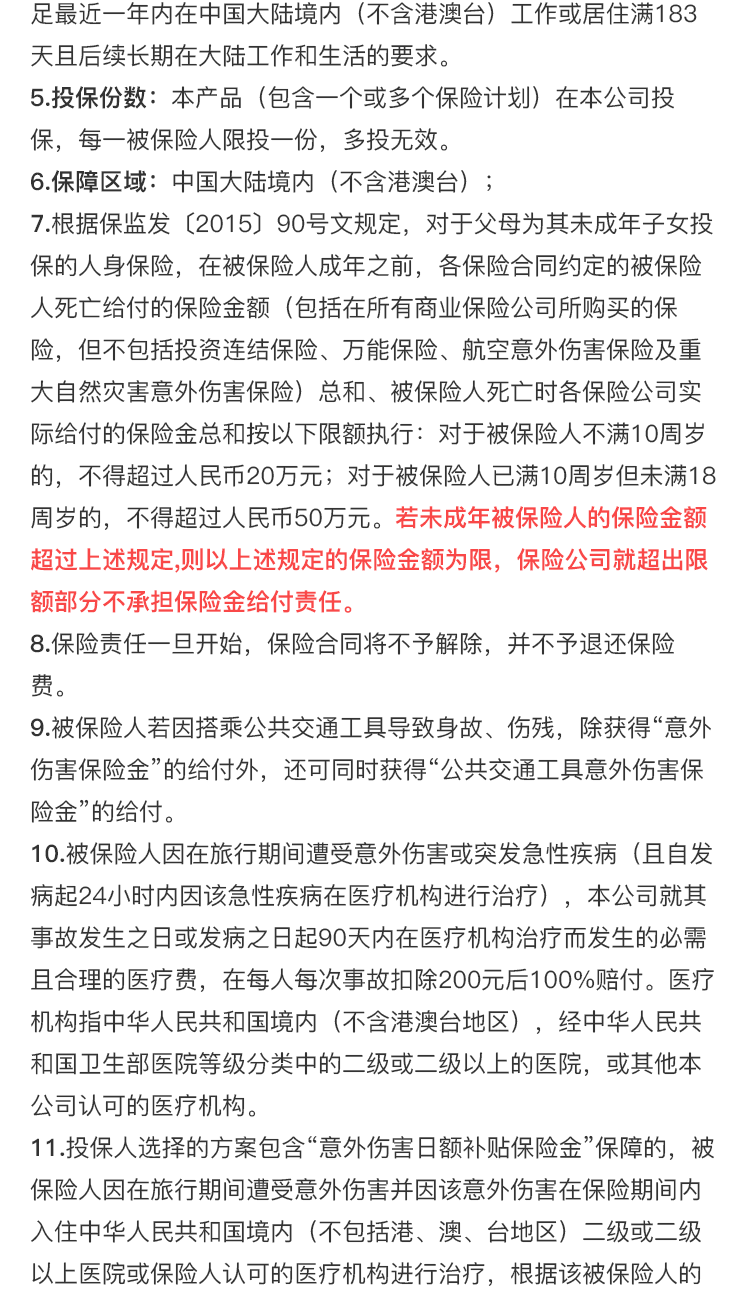 足最近一年内在中国大陆境内（不含港澳台）工作或居住满183
天且后续长期在大陆工作和生活的要求。
5.投保份数：本产品（包含一个或多个保险计划）在本公司投
保，每一被保险人限投一份，多投无效。
6.保障区域：中国大陆境内（不含港澳台）；
7.根据保监发〔2015〕90号文规定，对于父母为其未成年子女投
保的人身保险，在被保险人成年之前，各保险合同约定的被保险
人死亡给付的保险金额（包括在所有商业保险公司所购买的保
险，但不包括投资连结保险、万能保险、航空意外伤害保险及重
大自然灾害意外伤害保险）总和、被保险人死亡时各保险公司实
际给付的保险金总和按以下限额执行：对于被保险人不满10周岁
的，不得超过人民币20万元；对于被保险人已满10周岁但未满18
周岁的，不得超过人民币50万元。若未成年被保险人的保险金额
超过上述规定,则以上述规定的保险金额为限，保险公司就超出限
额部分不承担保险金给付责任。
8.保险责任一旦开始，保险合同将不予解除，并不予退还保险
费。
9.被保险人若因搭乘公共交通工具导致身故、伤残，除获得“意外
伤害保险金”的给付外，还可同时获得“公共交通工具意外伤害保
险金”的给付。
10.被保险人因在旅行期间遭受意外伤害或突发急性疾病（且自发
病起24小时内因该急性疾病在医疗机构进行治疗），本公司就其
事故发生之日或发病之日起90天内在医疗机构治疗而发生的必需
且合理的医疗费，在每人每次事故扣除200元后100%赔付。医疗
机构指中华人民共和国境内（不含港澳台地区），经中华人民共
和国卫生部医院等级分类中的二级或二级以上的医院，或其他本
公司认可的医疗机构。
11.投保人选择的方案包含“意外伤害日额补贴保险金”保障的，被
保险人因在旅行期间遭受意外伤害并因该意外伤害在保险期间内
入住中华人民共和国境内（不包括港、澳、台地区）二级或二级
以上医院或保险人认可的医疗机构进行治疗，根据该被保险人的